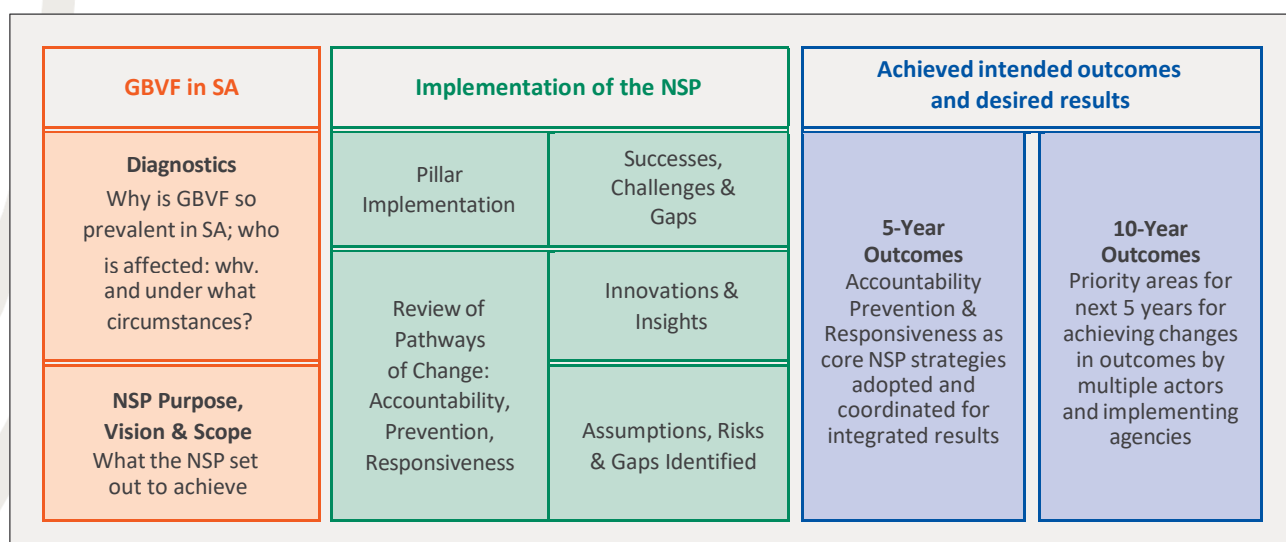 GBVF in SA
Diagnostics
Why is GBVF so
prevalent in SA; who
is affected: whv.
and under what
circumstances?
NSP Purpose,
Vision & Scope
What the NSP set
out to achieve
Implementation of the NSP
Pillar
Implementation
Successes,
Challenges &
Gaps
Review of
Pathways
of Change:
Accountability,
Prevention,
Responsiveness
Innovations &
Insights
Assumptions, Risks
& Gaps Identified
Achieved intended outcomes
and desired results
5-Year
Outcomes
Accountability
Prevention &
Responsiveness as
core NSP strategies
adopted and
coordinated for
integrated results
10-Year
Outcomes
Priority areas for
next 5 years for
achieving changes
in outcomes by
multiple actors
and implementing
agencies